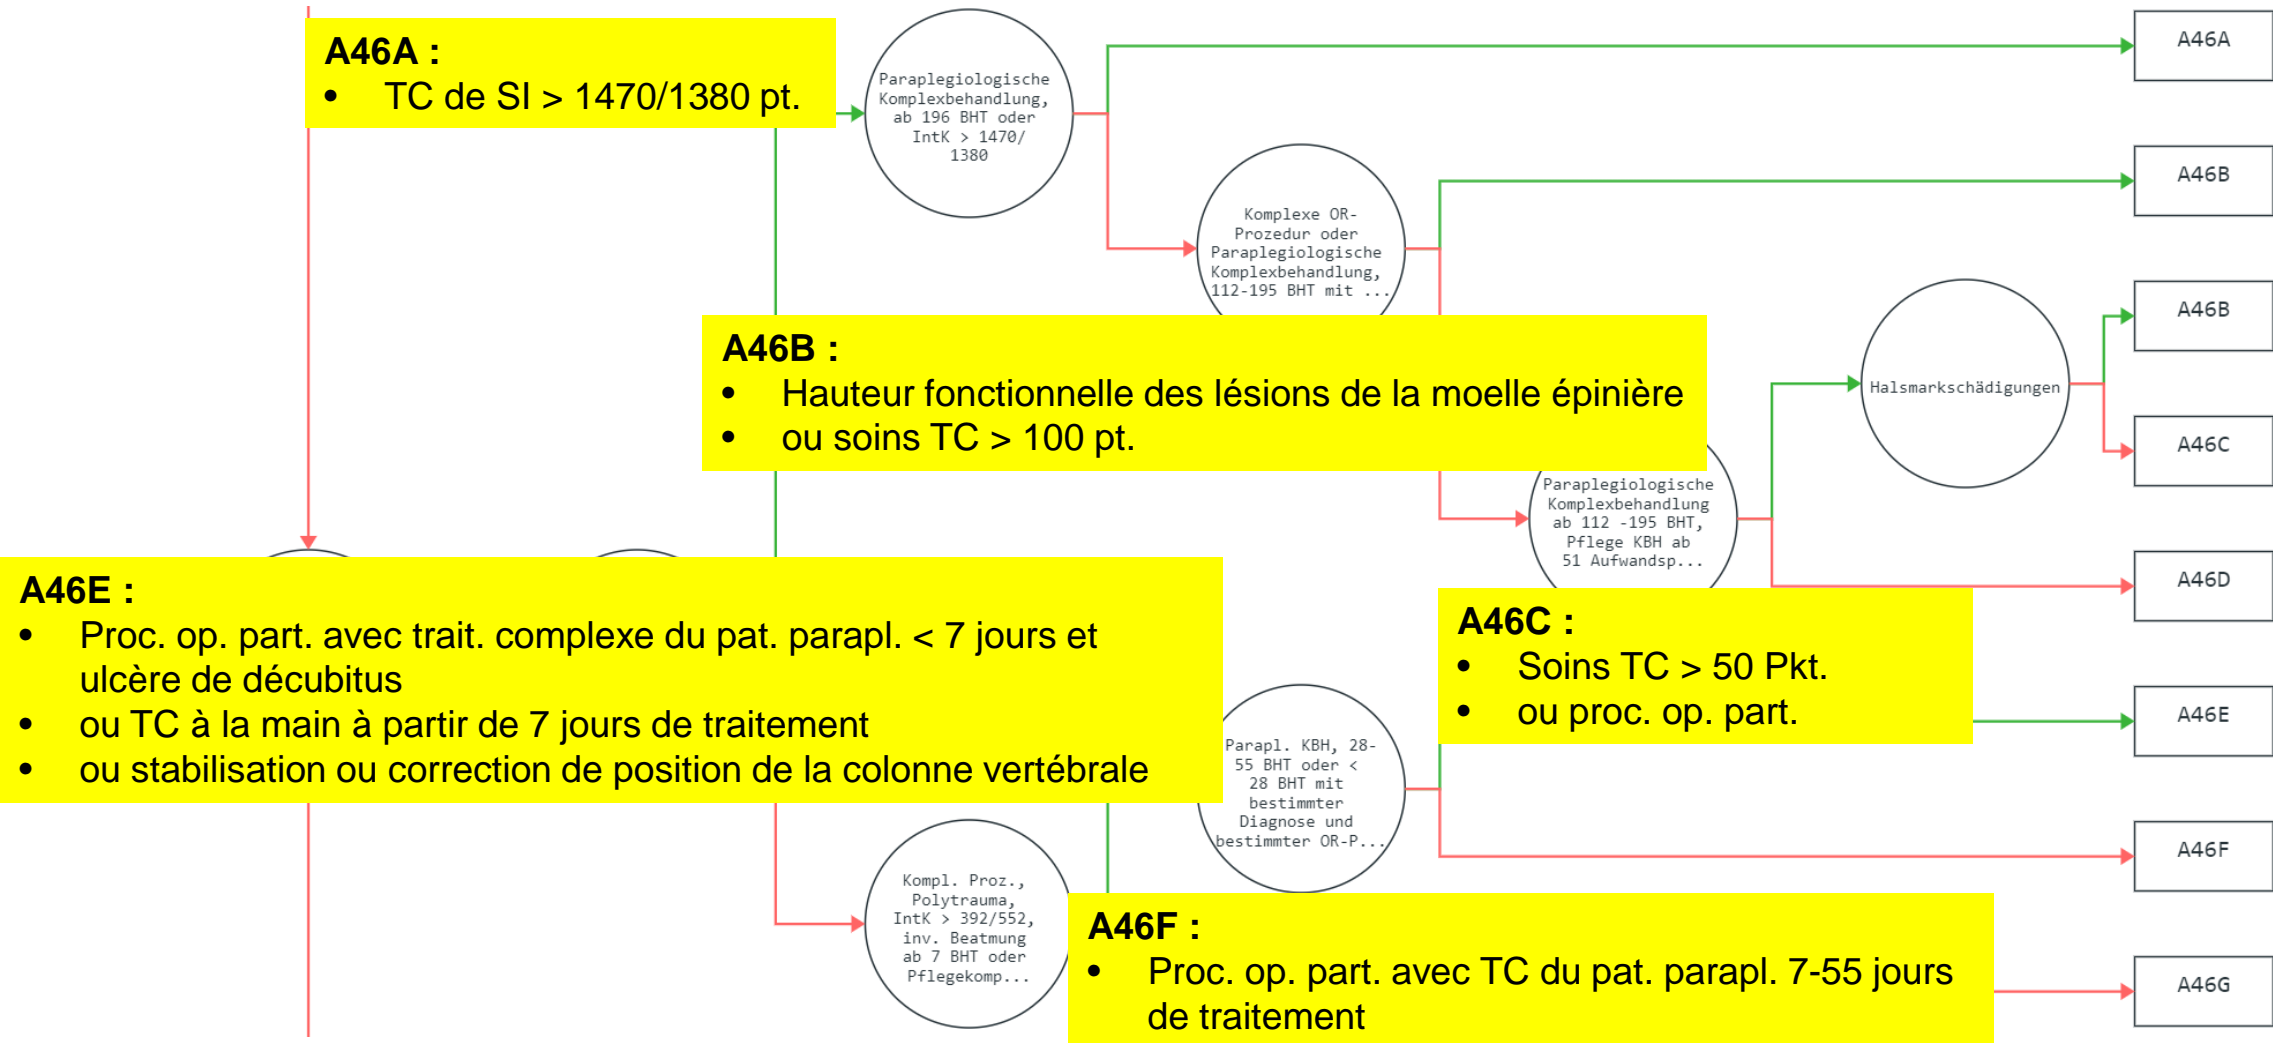 A46A :
• TC de SI > 1470/1380 pt.
Paraplegiologische
Komplexbehandlung,
ab 196 BHT oder
IntK > 1470/
1380
A46A
Komplexe OR-
Prozedur oder
Paraplegiologische
Komplexbehandlung,
112-195 BHT mit ...
A46B
A46B :
• Hauteur fonctionnelle des lésions de la moelle épinière
• ou soins TC > 100 pt.
Halsmarkschädigungen
A46B
A46C
Paraplegiologische
Komplexbehandlung
ab 112 -195 BHT,
Pflege KBH ab
51 Aufwandsp...
A46D
A46E :
• Proc. op. part. avec trait. complexe du pat. parapl. < 7 jours et
ulcère de décubitus
• ou TC à la main à partir de 7 jours de traitement
• ou stabilisation ou correction de position de la colonne vertébrale
A46C :
• Soins TC > 50 Pkt.
• ou proc. op. part.
A46E
Parapl. KBH, 28-
55 BHT oder <
28 BHT mit
bestimmter
Diagnose und
bestimmter OR-P...
A46F
Kompl. Proz.,
Polytrauma,
IntK > 392/552,
inv. Beatmung
ab 7 BHT oder
Pflegekomp...
A46F :
• Proc. op. part. avec TC du pat. parapl. 7-55 jours
de traitement
A46G